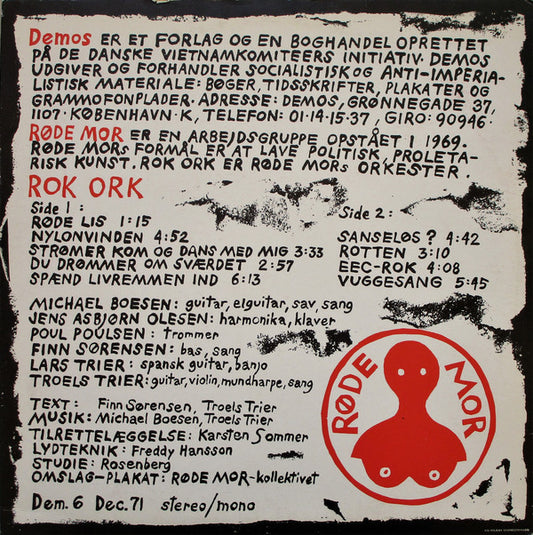 Demos ER ET FORLAG OG EN BOGHANDEL OPRETTET
PÅ DE DANSKE VIETNAMKOMITEERS INITIATIV. DEMOS
UDGIVER OG FORHANDLER SOCIALISTISK OG ANTI-IMPERIA-
LISTISK MATERIALE: BØGER, TIDSSKRIFTER, PLAKATER OG
GRAMMOFONPLADER. ADRESSE: DEMOS, GRØNNEGADE 37,
1107 KØBENHAVN·K, TELEFON: 01-14-15-37, GIRO: 90946.
RØDE MOR ER EN ARBEJDSGRUPPE OPSTÅET I 1969.
RØDE MORs FORMÅL ER AT LAVE POLITISK, PROLETA-
RISK KUNST. ROK ORK ER RØDE MORs ORKESTER.
ROK ORK
Side 1:
RØDE LIS 1:15
NYLONVINDEN 4:52
STRØMER KOM OG DANS MED MIG 3:33
DU DRØMMER OM SVÆRDET 2:57
SPÆND LIVREMMEN IND 6:13
Side 2:
SANSELØS? 4:42
ROTTEN 3:10
EEC-ROK 4:08
VUGGESANG 5:45
MICHAEL BOESEN: guitar, elguitar, sav, sang
JENS ASBJØRN OLESEN: harmonika, klaver
POUL POULSEN: trommer
FINN SØRENSEN: bas, sang
LARS TRIER: spansk guitar, banjo
TROELS TRIER: guitar, violin, mundharpe, sang
TEXT: Finn Sørensen, Troels Trier
MUSIK: Michael Boesen, Troels Trier
TILRETTELÆGGELSE: Karsten Sommer
LYDTEKNIK: Freddy Hansson
STUDIE: Rosenberg
OMSLAG-PLAKAT: RØDE MOR-kollektivet
Dem. 6 Dec. 71 stereo/mono
RØDE MOR